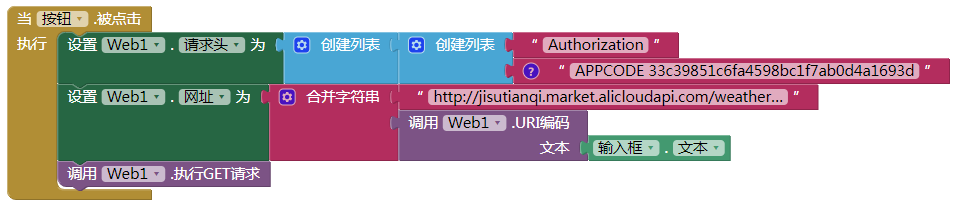 当 按钮 .被点击
执行 设置 Web1 . 请求头 为 创建列表 创建列表 " Authorization "
? " APPCODE 33c39851c6fa4598bc1f7ab0d4a1693d "
设置 Web1 . 网址 为 合并字符串 " http://jisutianqi.market.alicloudapi.com/weather... "
调用 Web1 .URI编码
文本 输入框 . 文本
调用 Web1 .执行GET请求